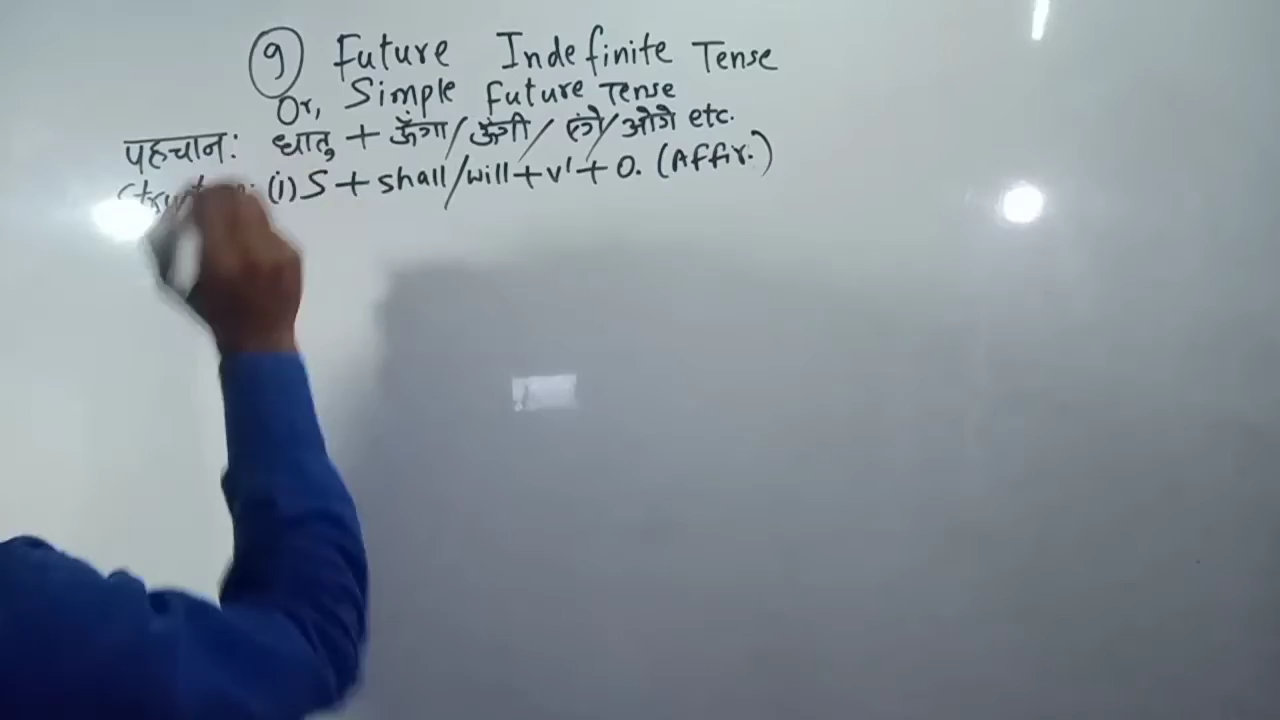 9 Future Indefinite Tense
Or, Simple Future Tense
पहचान: धातु + ऊँगा/ऊँगी/एंगे/ओगे etc.
(i) S + shall/will + v' + O. (Affir.)